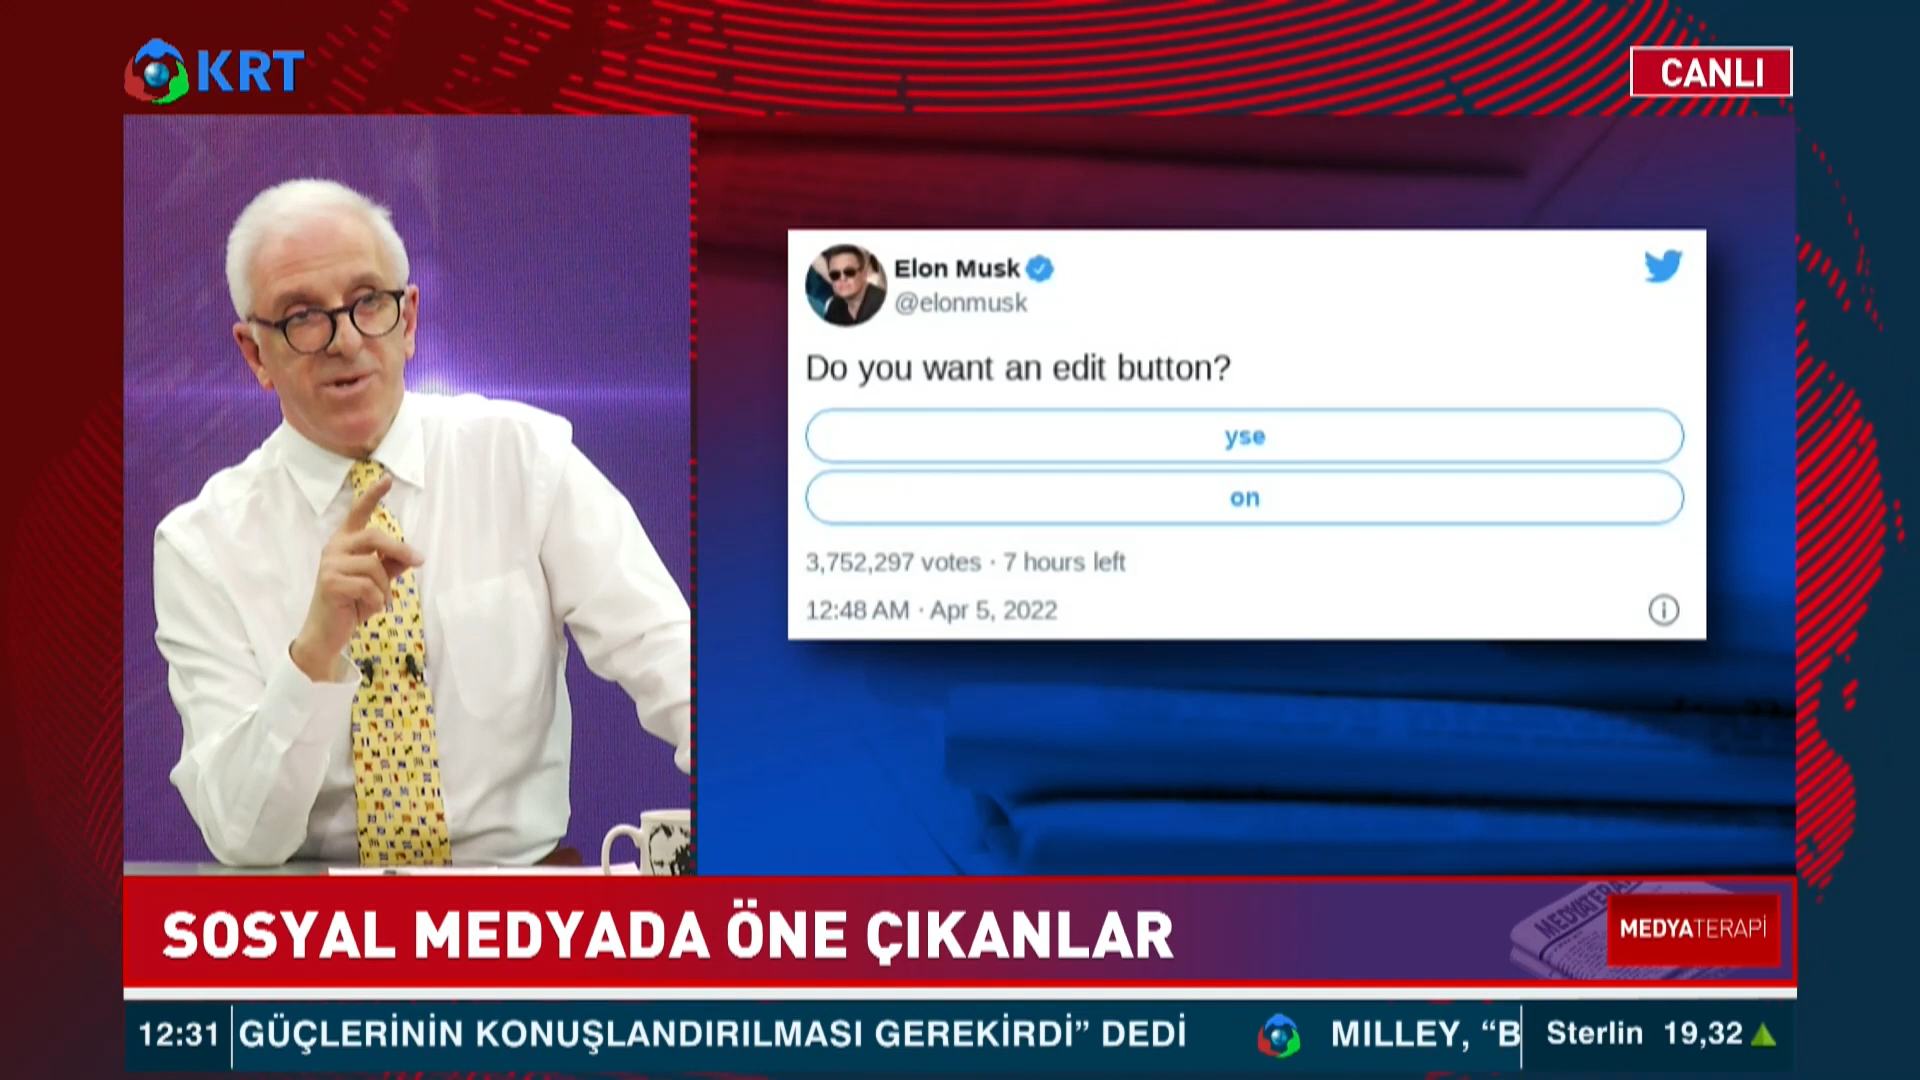 KRT
CANLI
Elon Musk
@elonmusk
Do you want an edit button?
yse
on
3,752,297 votes · 7 hours left
12:48 AM · Apr 5, 2022
SOSYAL MEDYADA ÖNE ÇIKANLAR
MEDYATERAPİ
12:31
GÜÇLERİNİN KONUŞLANDIRILMASI GEREKİRDİ” DEDİ
MILLEY, “B
Sterlin 19,32